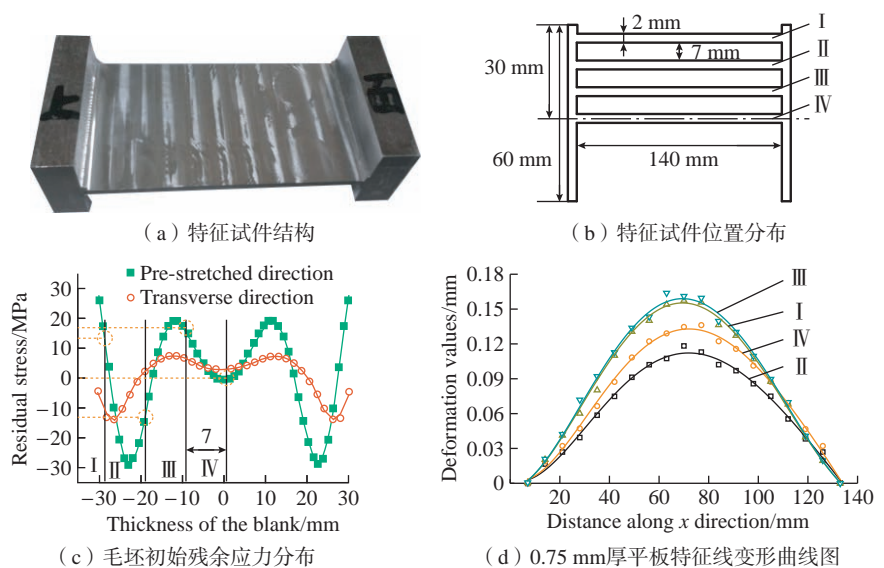 2 mm
7 mm
30 mm
60 mm
140 mm
Ⅰ
Ⅱ
Ⅲ
Ⅳ
(a)特征试件结构
(b)特征试件位置分布
Residual stress/MPa
30
20
10
0
−10
−20
−30
Pre-stretched direction
Transverse direction
7
Ⅰ
Ⅱ
Ⅲ
Ⅳ
−30 −20 −10 0 10 20 30
Thickness of the blank/mm
(c)毛坯初始残余应力分布
Deformation values/mm
0.18
0.15
0.12
0.09
0.06
0.03
0
Ⅲ
Ⅰ
Ⅳ
Ⅱ
20 40 60 80 100 120 140
Distance along x direction/mm
(d)0.75 mm厚平板特征线变形曲线图